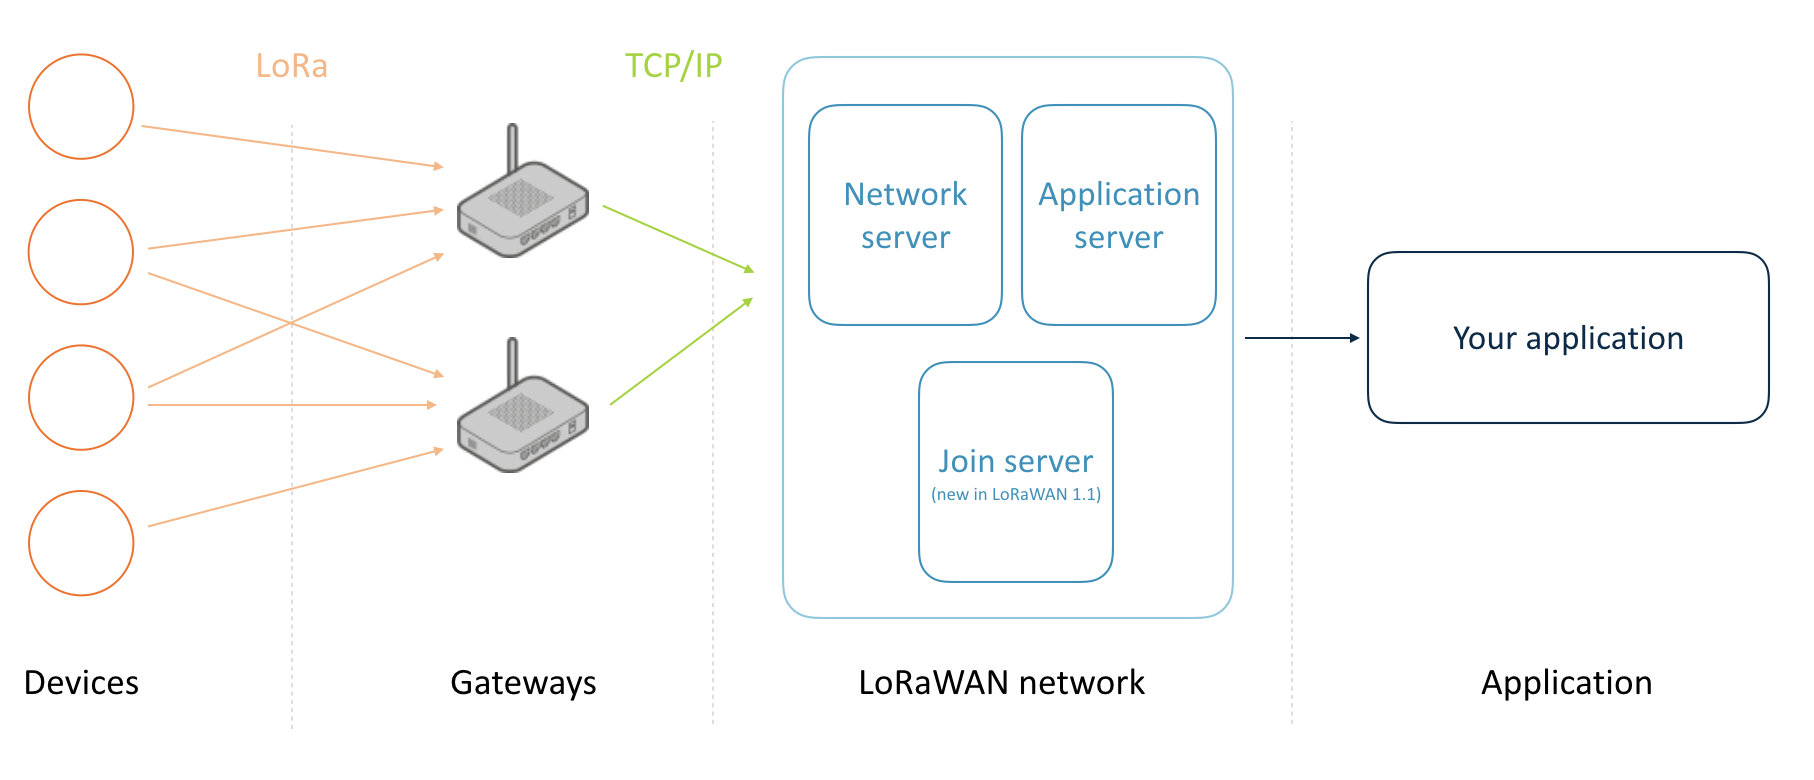 LoRa
TCP/IP
Network
server
Application
server
Join server
(new in LoRaWAN 1.1)
Your application
Devices
Gateways
LoRaWAN network
Application